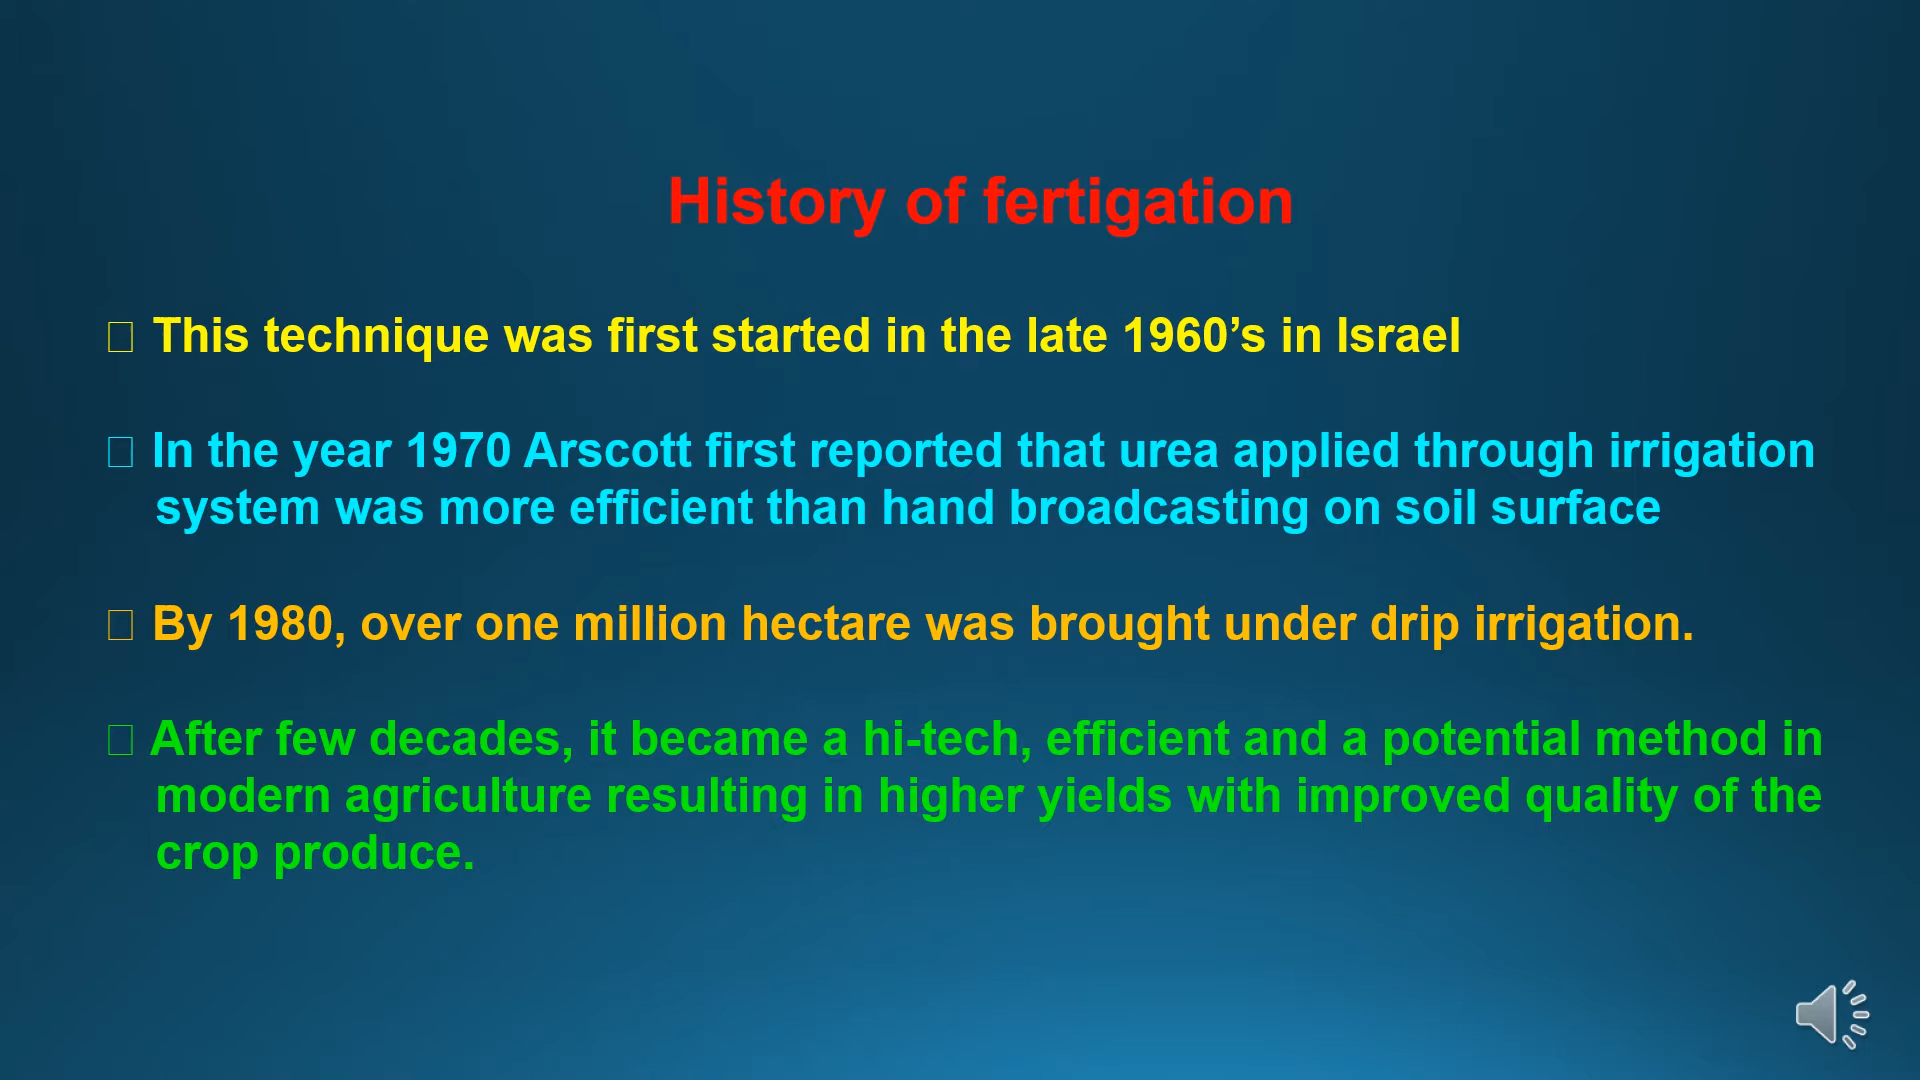 History of fertigation
This technique was first started in the late 1960’s in Israel
In the year 1970 Arscott first reported that urea applied through irrigation
system was more efficient than hand broadcasting on soil surface
By 1980, over one million hectare was brought under drip irrigation.
After few decades, it became a hi-tech, efficient and a potential method in
modern agriculture resulting in higher yields with improved quality of the
crop produce.